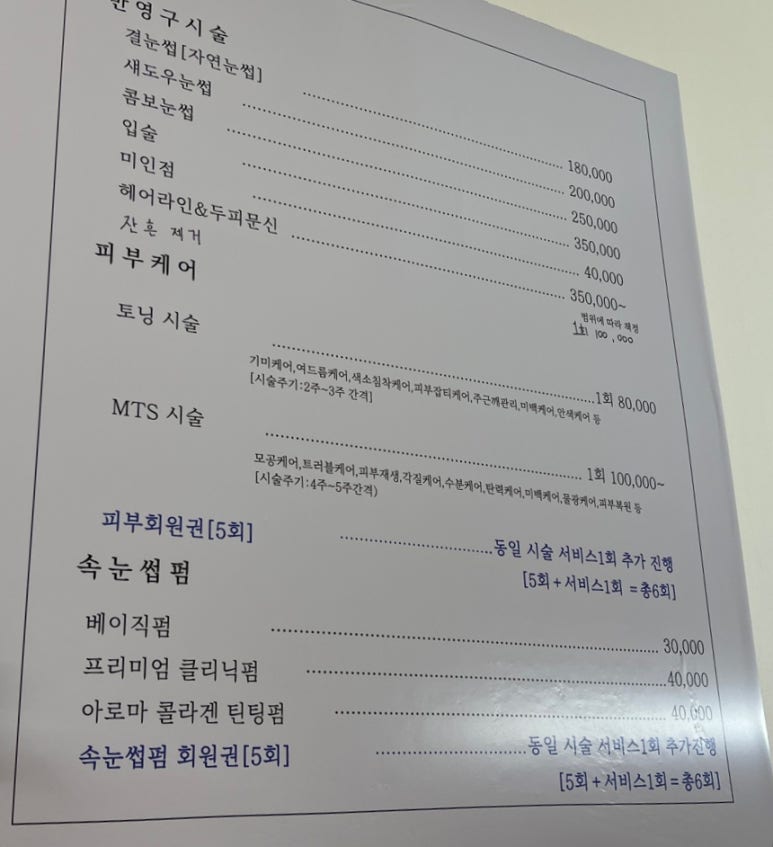 반영구시술
결눈썹[자연눈썹] 180,000
섀도우눈썹 200,000
콤보눈썹 250,000
입술 350,000
미인점 40,000
헤어라인&두피문신 350,000~
범위에 따라 책정
잔흔 제거 1회 100,000
피부케어
토닝 시술 1회 80,000
기미케어,여드름케어,색소침착케어,피부잡티케어,주근깨관리,미백케어,안색케어 등
[시술주기:2주~3주 간격]
MTS 시술 1회 100,000~
모공케어,트러블케어,피부재생,각질케어,수분케어,탄력케어,미백케어,물광케어,피부복원 등
[시술주기:4주~5주간격)
피부회원권[5회] 동일 시술 서비스1회 추가 진행
[5회+서비스1회 =총6회]
속눈썹펌
베이직펌 30,000
프리미엄 클리닉펌 40,000
아로마 콜라겐 틴팅펌 40,000
속눈썹펌 회원권[5회] 동일 시술 서비스1회 추가진행
[5회+서비스1회=총6회]